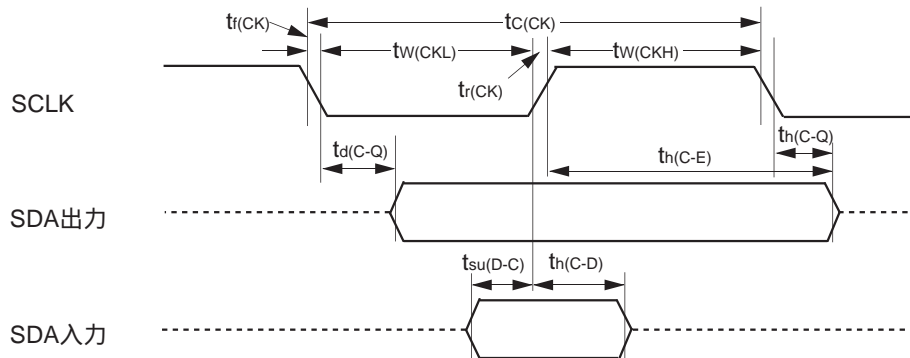 tf(CK)
tC(CK)
tW(CKL)
tW(CKH)
tr(CK)
SCLK
td(C-Q)
th(C-E)
th(C-Q)
SDA出力
tsu(D-C)
th(C-D)
SDA入力